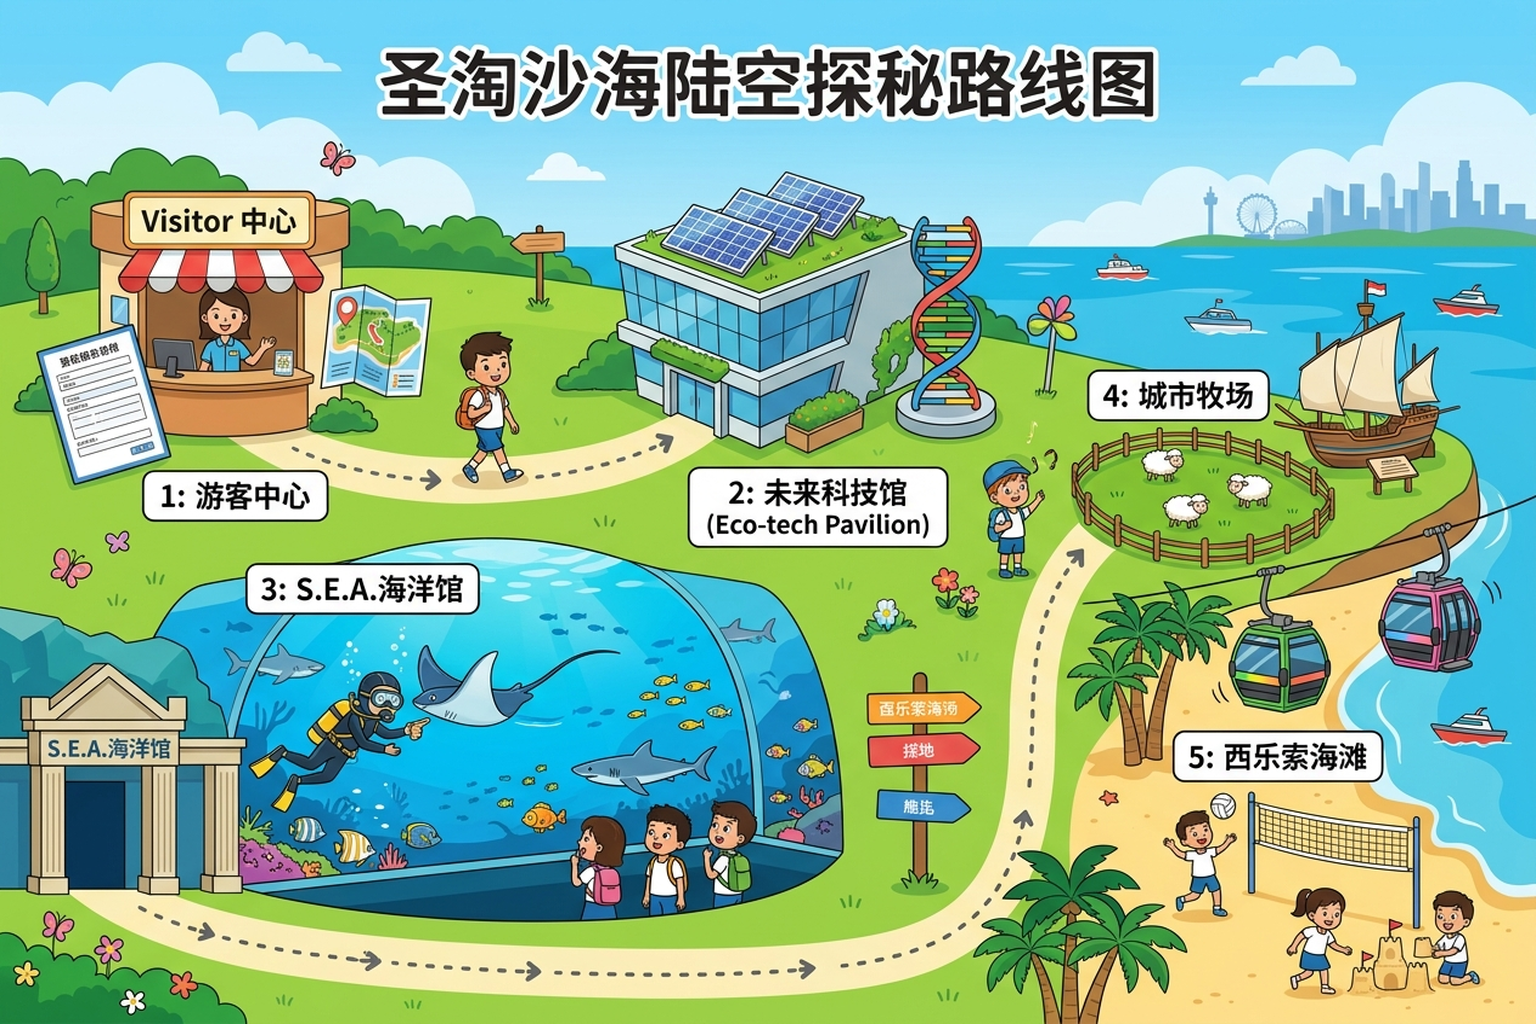 圣淘沙海陆空探秘路线图
Visitor 中心
1: 游客中心
2: 未来科技馆
(Eco-tech Pavilion)
4: 城市牧场
3: S.E.A.海洋馆
S.E.A.海洋馆
5: 西乐索海滩